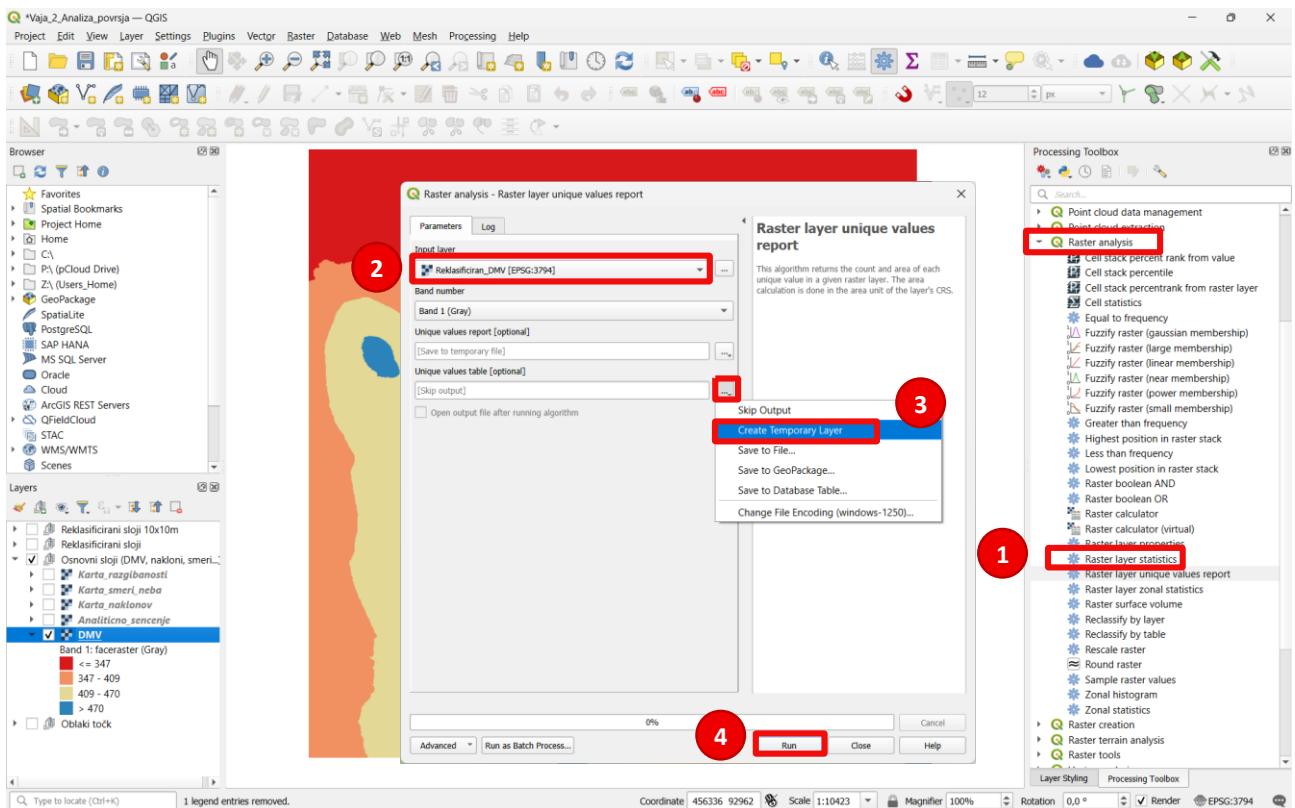 *Vaja_2_Analiza_povrsja — QGIS
Project Edit View Layer Settings Plugins Vector Raster Database Web Mesh Processing Help
12
px
Browser
Favorites
Spatial Bookmarks
Project Home
Home
C:\
P:\ (pCloud Drive)
Z:\ (Users_Home)
GeoPackage
SpatiaLite
PostgreSQL
SAP HANA
MS SQL Server
Oracle
Cloud
ArcGIS REST Servers
QFieldCloud
STAC
WMS/WMTS
Scenes
Layers
Reklasificirani sloji 10x10m
Reklasificirani sloji
Osnovni sloji (DMV, nakloni, smeri...
Karta_razgibanosti
Karta_smeri_neba
Karta_naklonov
Analiticno_sencenje
DMV
Band 1: faceraster (Gray)
<= 347
347 - 409
409 - 470
> 470
Oblaki točk
Raster analysis - Raster layer unique values report
Parameters Log
Input layer
2
Reklasificiran_DMV [EPSG:3794]
...
Band number
Band 1 (Gray)
Unique values report [optional]
[Save to temporary file]
...
Unique values table [optional]
[Skip output]
...
Open output file after running algorithm
Raster layer unique values
report
This algorithm returns the count and area of each
unique value in a given raster layer. The area
calculation is done in the area unit of the layer's CRS.
3
Skip Output
Create Temporary Layer
Save to File...
Save to GeoPackage...
Save to Database Table...
Change File Encoding (windows-1250)...
0%
Cancel
Advanced Run as Batch Process...
4
Run Close Help
Processing Toolbox
Search...
Point cloud data management
Point cloud extraction
Raster analysis
Cell stack percent rank from value
Cell stack percentile
Cell stack percentrank from raster layer
Cell statistics
Equal to frequency
Fuzzify raster (gaussian membership)
Fuzzify raster (large membership)
Fuzzify raster (linear membership)
Fuzzify raster (near membership)
Fuzzify raster (power membership)
Fuzzify raster (small membership)
Greater than frequency
Highest position in raster stack
Less than frequency
Lowest position in raster stack
Raster boolean AND
Raster boolean OR
Raster calculator
Raster calculator (virtual)
Raster layer properties
1
Raster layer statistics
Raster layer unique values report
Raster layer zonal statistics
Raster surface volume
Reclassify by layer
Reclassify by table
Rescale raster
Round raster
Sample raster values
Zonal histogram
Zonal statistics
Raster creation
Raster terrain analysis
Raster tools
Layer Styling Processing Toolbox
Type to locate (Ctrl+K) 1 legend entries removed. Coordinate 456336 92962 Scale 1:10423 Magnifier 100% Rotation 0,0 ° Render EPSG:3794